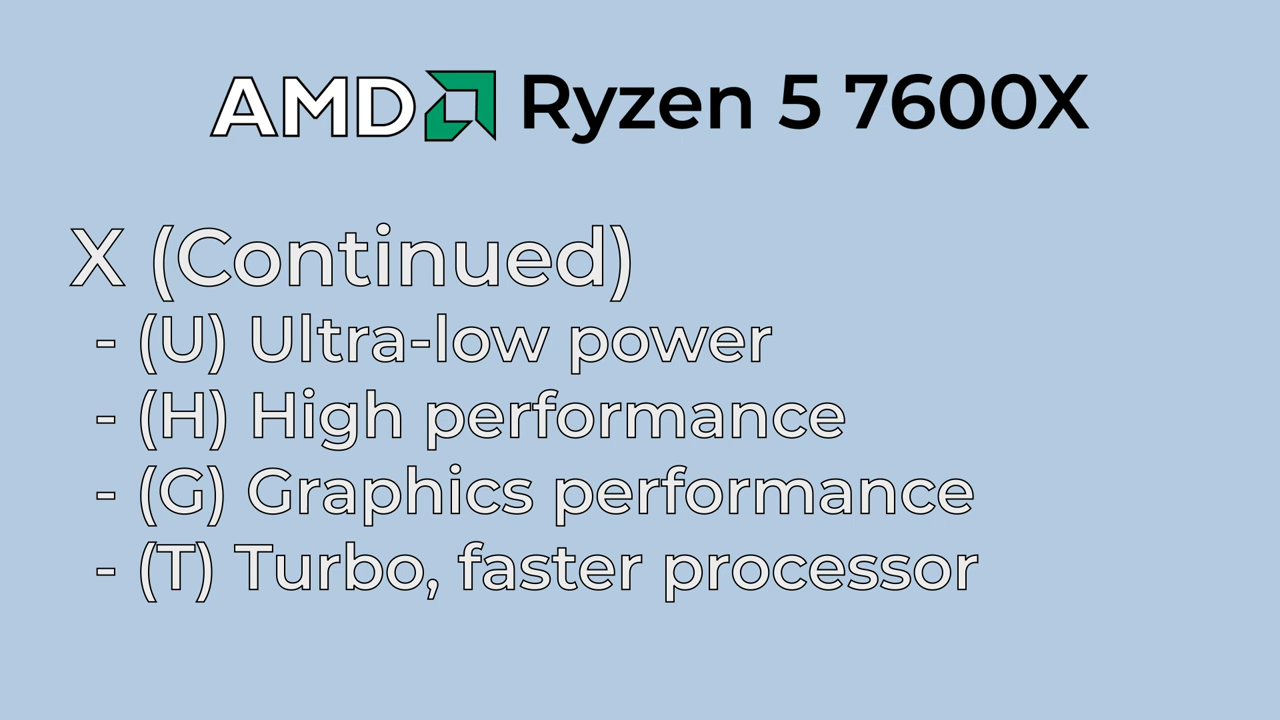 AMD Ryzen 5 7600X
X (Continued)
- (U) Ultra-low power
- (H) High performance
- (G) Graphics performance
- (T) Turbo, faster processor